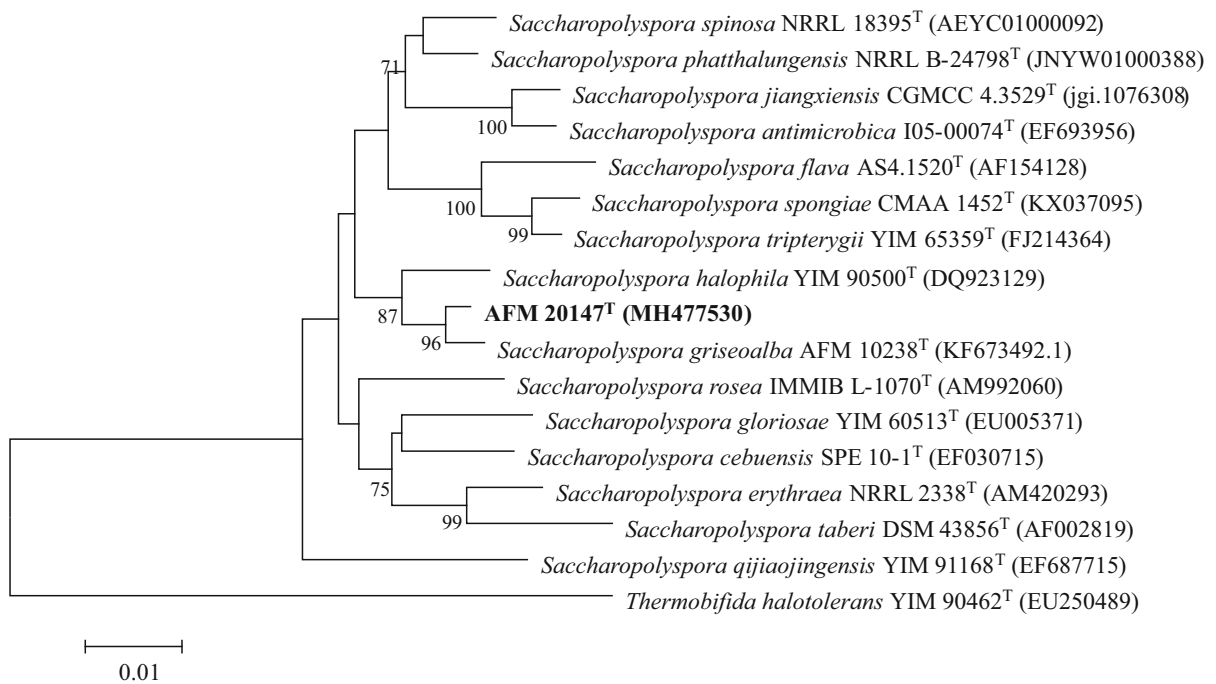 Saccharopolyspora spinosa NRRL 18395ᵀ (AEYC01000092)
Saccharopolyspora phatthalungensis NRRL B-24798ᵀ (JNYW01000388)
71
Saccharopolyspora jiangxiensis CGMCC 4.3529ᵀ (jgi.1076308)
100
Saccharopolyspora antimicrobica I05-00074ᵀ (EF693956)
Saccharopolyspora flava AS4.1520ᵀ (AF154128)
100
Saccharopolyspora spongiae CMAA 1452ᵀ (KX037095)
99
Saccharopolyspora tripterygii YIM 65359ᵀ (FJ214364)
Saccharopolyspora halophila YIM 90500ᵀ (DQ923129)
87
AFM 20147ᵀ (MH477530)
96
Saccharopolyspora griseoalba AFM 10238ᵀ (KF673492.1)
Saccharopolyspora rosea IMMIB L-1070ᵀ (AM992060)
Saccharopolyspora gloriosae YIM 60513ᵀ (EU005371)
Saccharopolyspora cebuensis SPE 10-1ᵀ (EF030715)
75
Saccharopolyspora erythraea NRRL 2338ᵀ (AM420293)
99
Saccharopolyspora taberi DSM 43856ᵀ (AF002819)
Saccharopolyspora qijiaojingensis YIM 91168ᵀ (EF687715)
Thermobifida halotolerans YIM 90462ᵀ (EU250489)
0.01